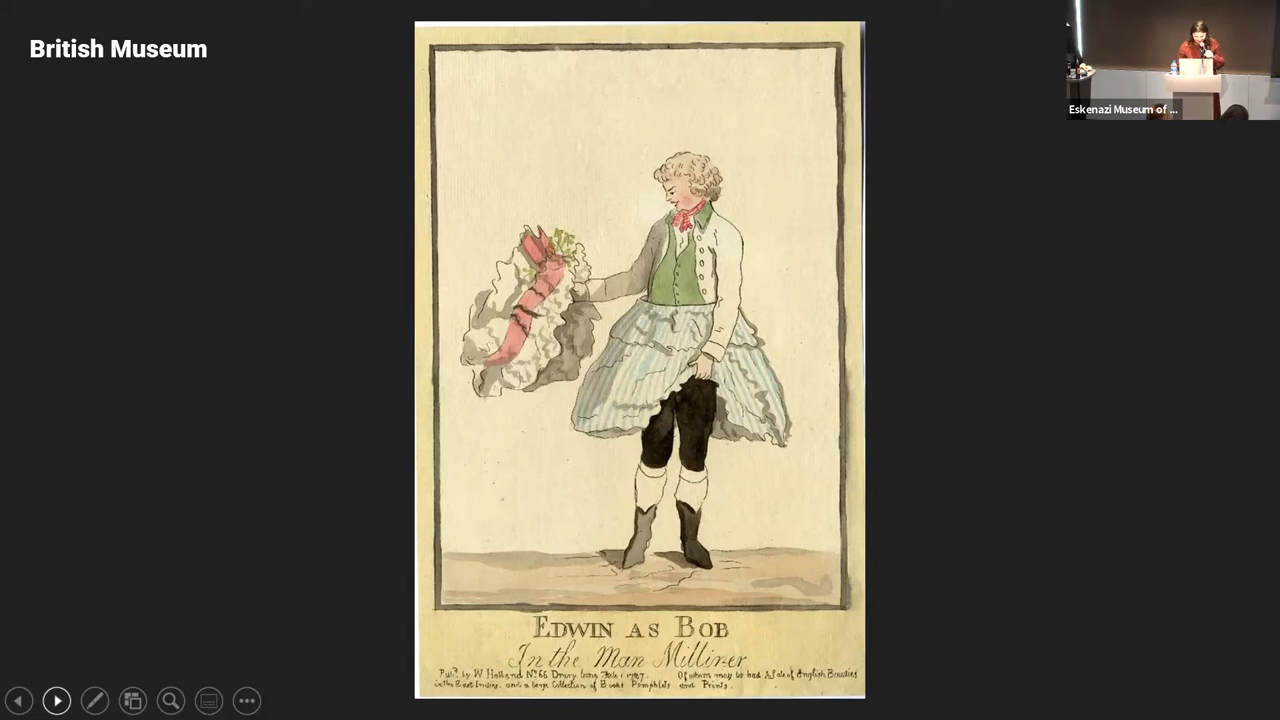 British Museum
Eskenazi Museum of ...
EDWIN AS BOB
In the Man Milliner
Pubd. by W Holland No. 66 Drury Lane Feb. 1 1787. Of whom may be had A Sale of English Beauties
in the East Indies. and a large Collection of Books Pamphlets and Prints.